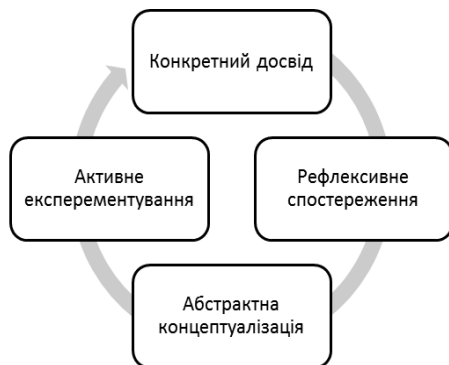 Конкретний досвід
Активне
експерементування
Рефлексивне
спостереження
Абстрактна
концептуалізація